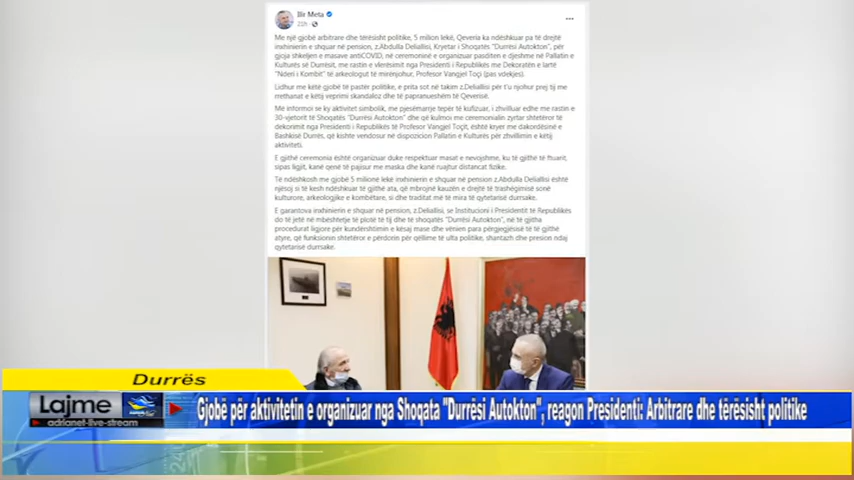 Ilir Meta
21h
Me një gjobë arbitrare dhe tërësisht politike, 5 milion lekë, Qeveria ka ndëshkuar pa të drejtë
inxhinierin e shquar në pension, z.Abdulla Deliallisi, Kryetar i Shoqatës "Durrësi Autokton", për
gjoja shkeljen e masave antiCOVID, në ceremoninë e organizuar pasditen e djeshme në Pallatin e
Kulturës së Durrësit, me rastin e vlerësimit nga Presidenti i Republikës me Dekoratën e lartë
"Nderi i Kombit" të arkeologut të mirënjohur, Profesor Vangjel Toçi (pas vdekjes).
Lidhur me këtë gjobë të pastër politike, e prita sot në takim z.Deliallisi për t'u njohur prej tij me
rrethanat e këtij veprimi skandaloz dhe të papranueshëm të Qeverisë.
Më informoi se ky aktivitet simbolik, me pjesëmarrje tepër të kufizuar, i zhvilluar edhe me rastin e
30-vjetorit të Shoqatës "Durrësi Autokton" dhe që kulmoi me ceremonialin zyrtar shtetëror të
dekorimit nga Presidenti i Republikës të Profesor Vangjel Toçit, është kryer me dakordësinë e
Bashkisë Durrës, që kishte vendosur në dispozicion Pallatin e Kulturës për zhvillimin e këtij
aktiviteti.
E gjithë ceremonia është organizuar duke respektuar masat e nevojshme, ku të gjithë të ftuarit,
sipas ligjit, kanë qenë të pajisur me maska dhe kanë ruajtur distancat fizike.
Të ndëshkosh me gjobë 5 milionë lekë inxhinierin e shquar në pension z.Abdulla Deliallisi është
njësoj si të kesh ndëshkuar të gjithë ata, që mbrojnë kauzën e drejtë të trashëgimisë sonë
kulturore, arkeologjike e kombëtare, si dhe traditat më të mira të qytetarisë durrsake.
E garantova inxhinierin e shquar në pension, z.Deliallisi, se Institucioni i Presidentit të Republikës
do të jetë në mbështetje të plotë të tij dhe të shoqatës "Durrësi Autokton", në të gjitha
procedurat ligjore për kundërshtimin e kësaj mase dhe vënien para përgjegjësisë të të gjithë
atyre, që funksionin shtetëror e përdorin për qëllime të ulta politike, shantazh dhe presion ndaj
qytetarisë durrsake.
Durrës
Lajme
Gjobë për aktivitetin e organizuar nga Shoqata "Durrësi Autokton", reagon Presidenti: Arbitrare dhe tërësisht politike
adrianet-live-stream